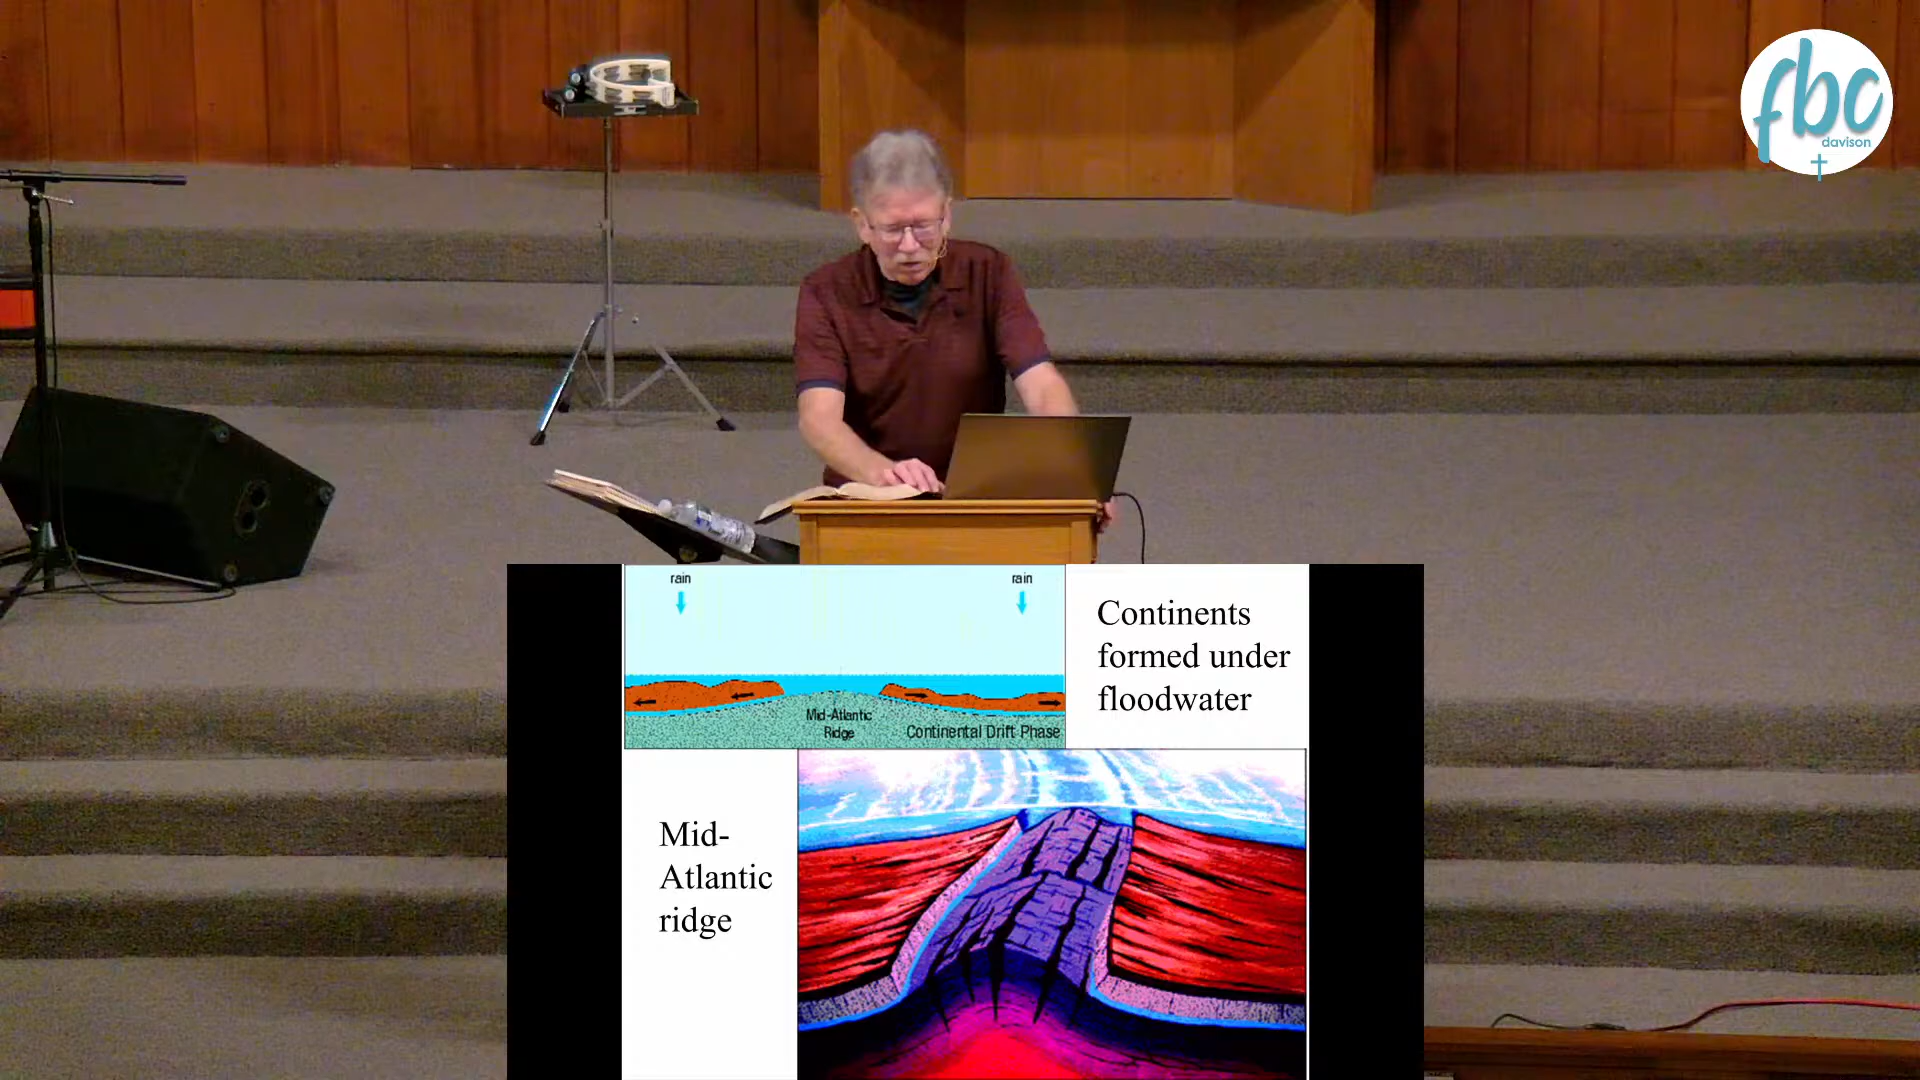 fbc
davison
rain
rain
Continents
formed under
floodwater
Mid-Atlantic
Ridge
Continental Drift Phase
Mid-
Atlantic
ridge